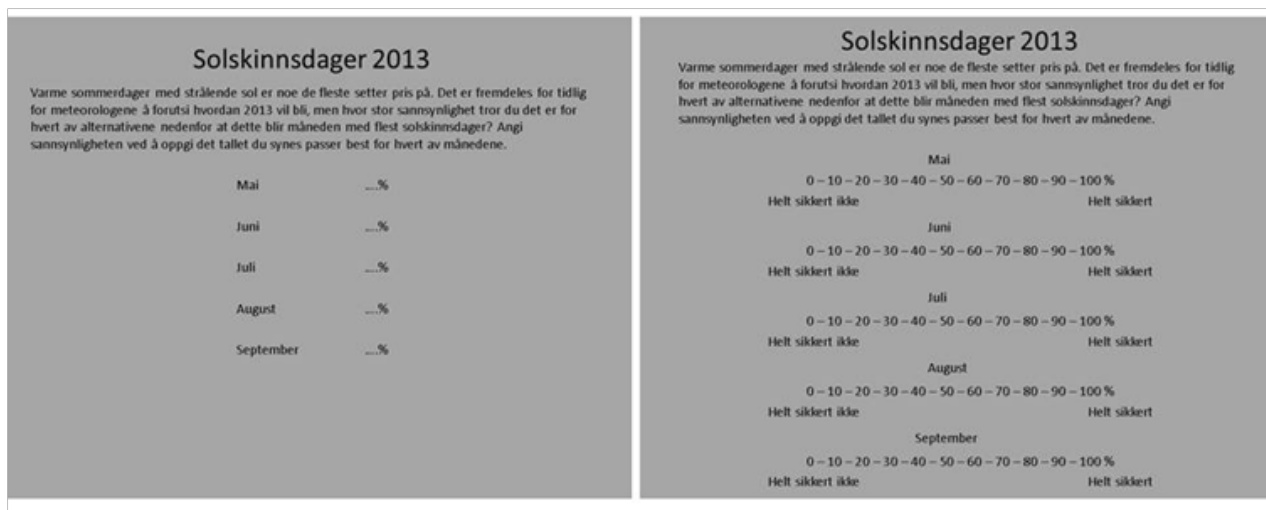 Solskinnsdager 2013
Varme sommerdager med strålende sol er noe de fleste setter pris på. Det er fremdeles for tidlig
for meteorologene å forutsi hvordan 2013 vil bli, men hvor stor sannsynlighet tror du det er for
hvert av alternativene nedenfor at dette blir måneden med flest solskinnsdager? Angi
sannsynligheten ved å oppgi det tallet du synes passer best for hvert av månedene.
Mai ....%
Juni ....%
Juli ....%
August ....%
September ....%
Solskinnsdager 2013
Varme sommerdager med strålende sol er noe de fleste setter pris på. Det er fremdeles for tidlig
for meteorologene å forutsi hvordan 2013 vil bli, men hvor stor sannsynlighet tror du det er for
hvert av alternativene nedenfor at dette blir måneden med flest solskinnsdager? Angi
sannsynligheten ved å oppgi det tallet du synes passer best for hvert av månedene.
Mai
0 – 10 – 20 – 30 – 40 – 50 – 60 – 70 – 80 – 90 – 100 %
Helt sikkert ikke Helt sikkert
Juni
0 – 10 – 20 – 30 – 40 – 50 – 60 – 70 – 80 – 90 – 100 %
Helt sikkert ikke Helt sikkert
Juli
0 – 10 – 20 – 30 – 40 – 50 – 60 – 70 – 80 – 90 – 100 %
Helt sikkert ikke Helt sikkert
August
0 – 10 – 20 – 30 – 40 – 50 – 60 – 70 – 80 – 90 – 100 %
Helt sikkert ikke Helt sikkert
September
0 – 10 – 20 – 30 – 40 – 50 – 60 – 70 – 80 – 90 – 100 %
Helt sikkert ikke Helt sikkert